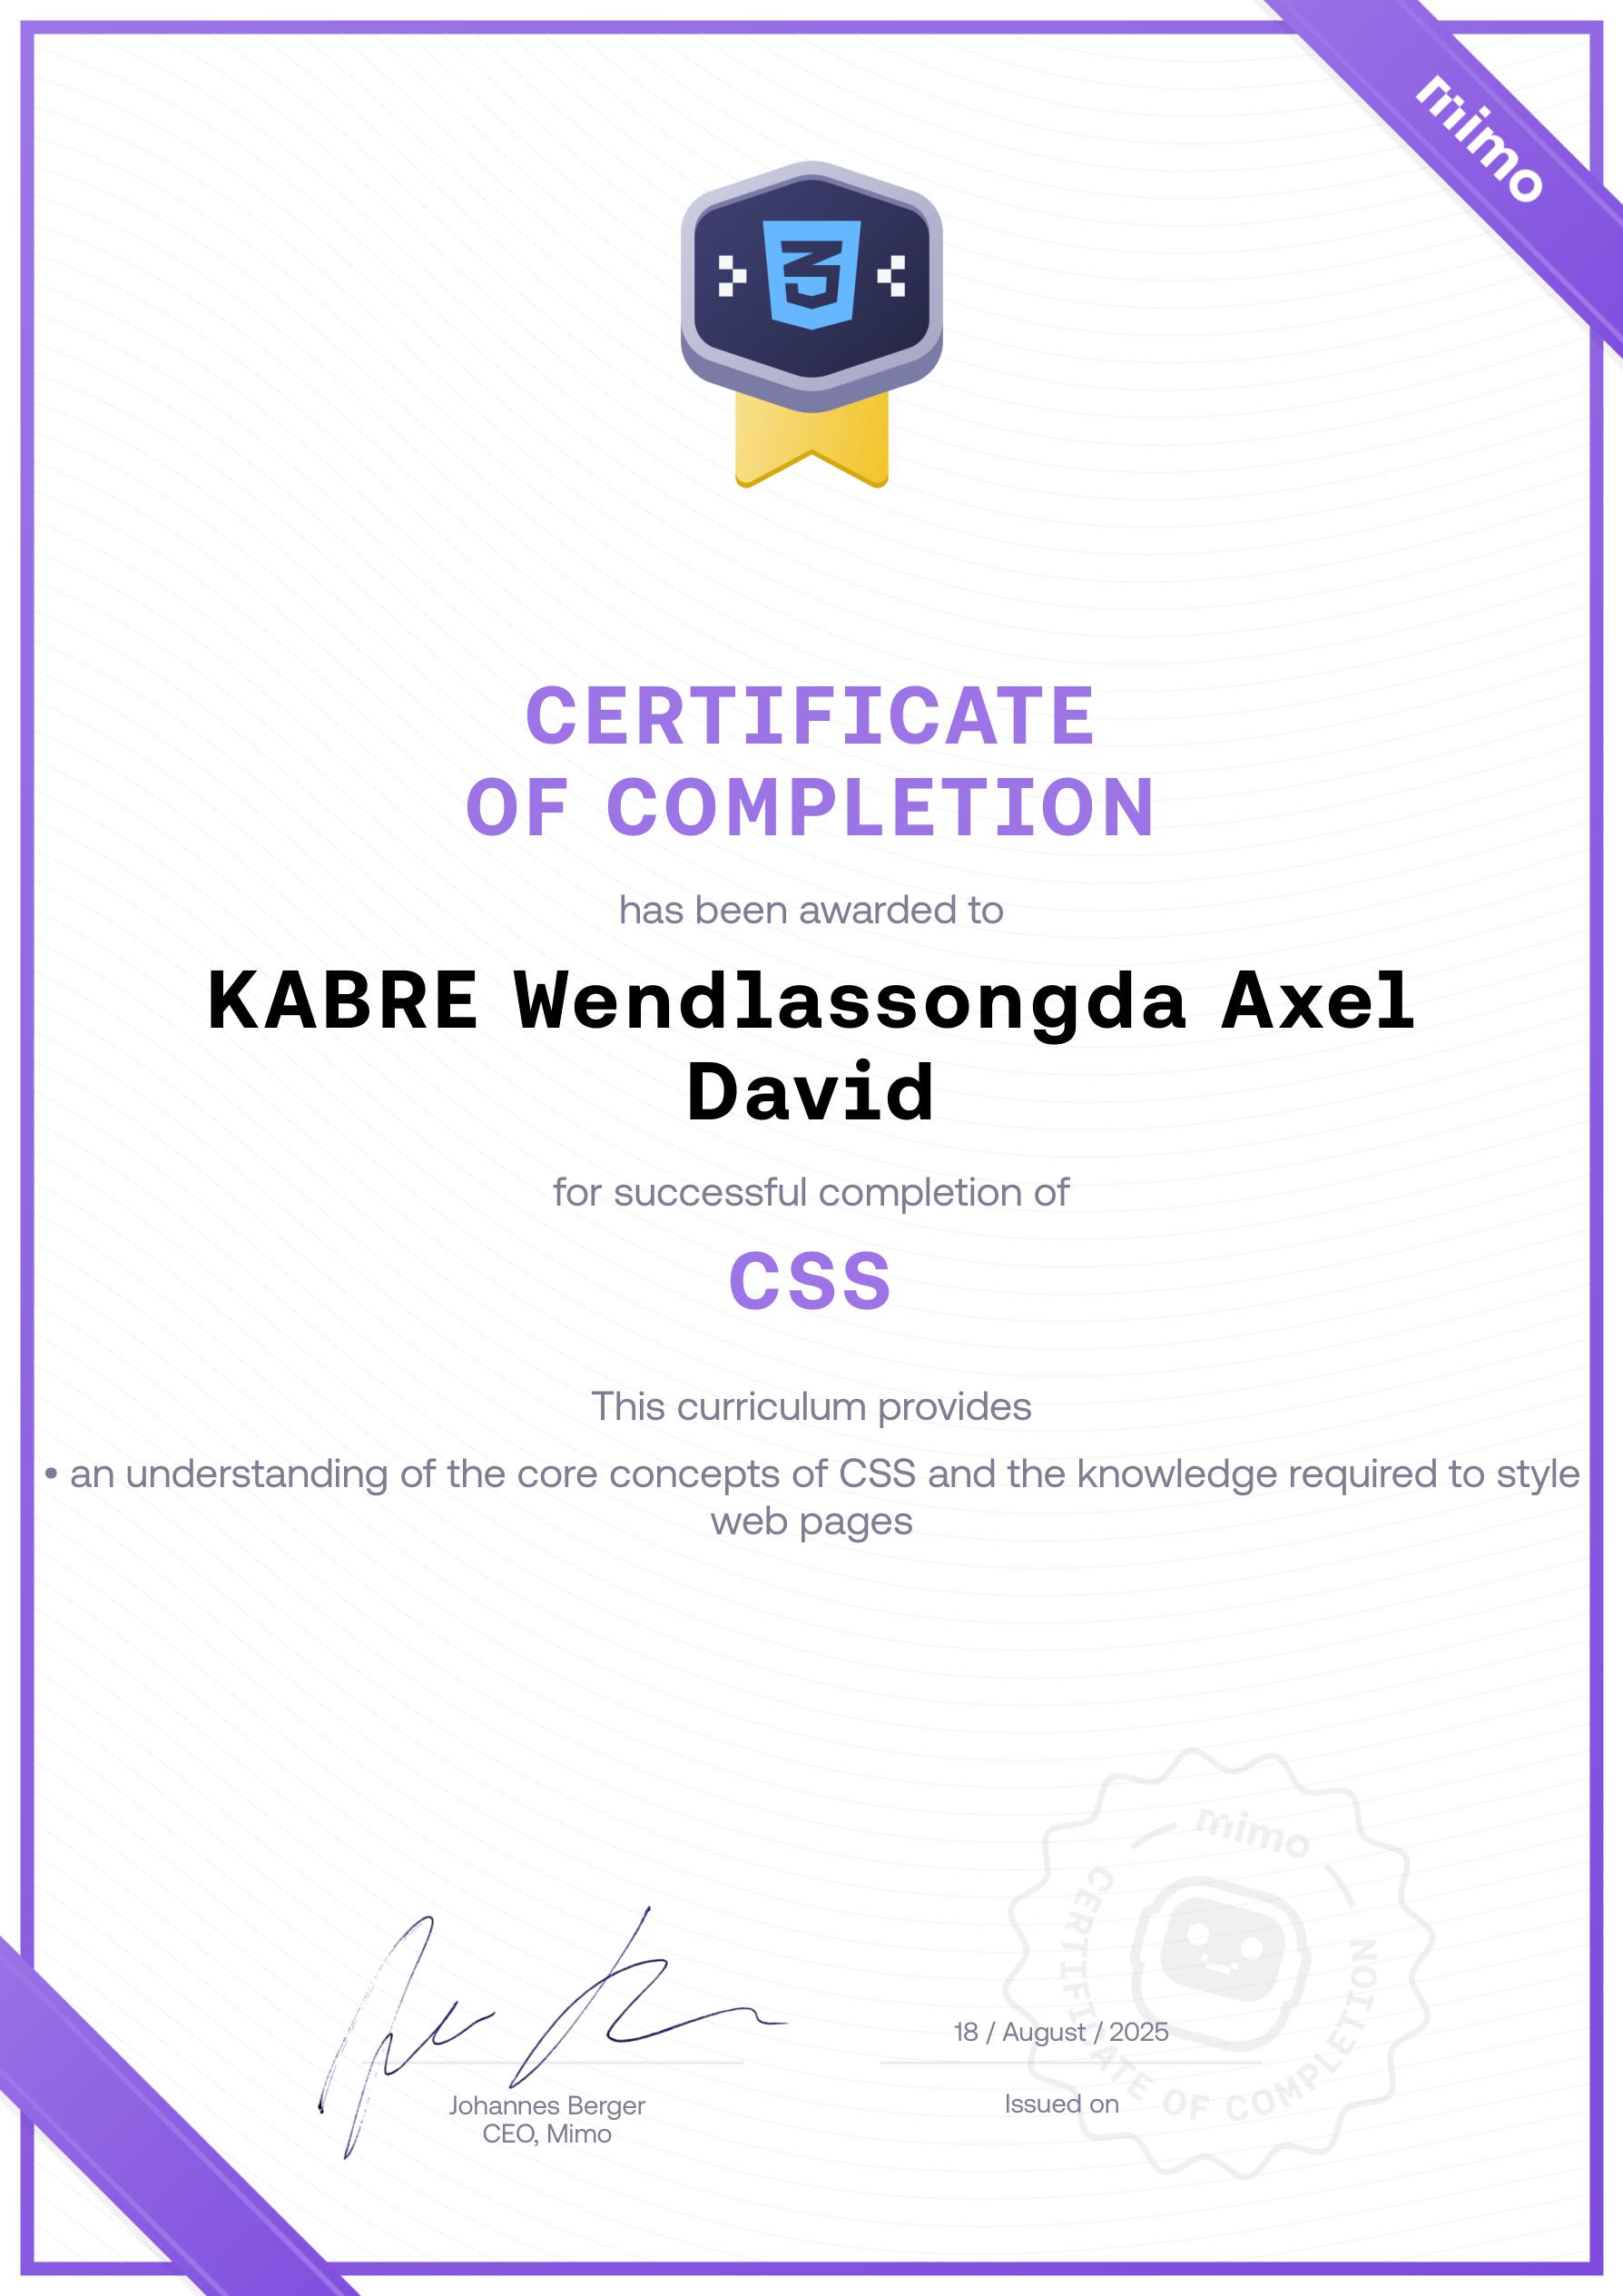 mimo
CERTIFICATE
OF COMPLETION
has been awarded to
KABRE Wendlassongda Axel
David
for successful completion of
CSS
This curriculum provides
• an understanding of the core concepts of CSS and the knowledge required to style
web pages
mimo
CERTIFICATE OF COMPLETION
18 / August / 2025
Issued on
Johannes Berger
CEO, Mimo